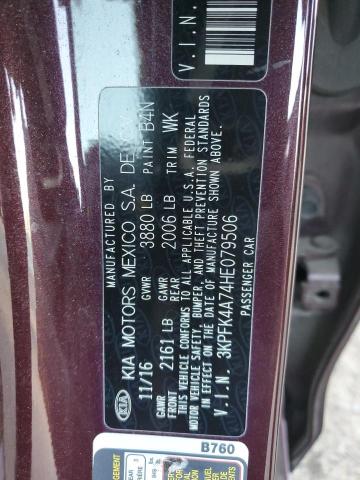 KIA
MANUFACTURED BY
KIA MOTORS MEXICO S.A. DE
11/16 GVWR 3880 LB PAINT B4N
GAWR FRONT 2161 LB GAWR REAR 2006 LB TRIM WK
THIS VEHICLE CONFORMS TO ALL APPLICABLE U.S.A. FEDERAL
MOTOR VEHICLE SAFETY, BUMPER, AND THEFT PREVENTION STANDARDS
IN EFFECT ON THE DATE OF MANUFACTURE SHOWN ABOVE.
V.I.N. 3KPFK4A74HE079506
PASSENGER CAR
V.I.N.
B760